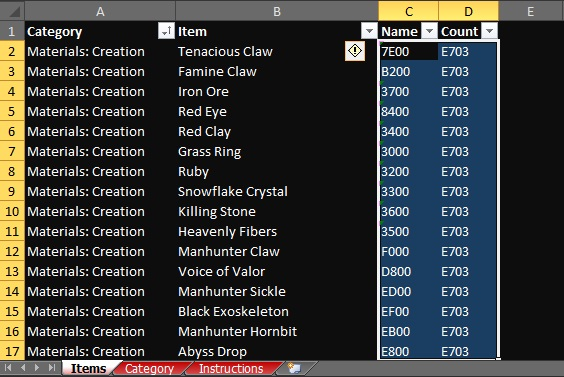 A B C D E
1 Category Item Name Count
2 Materials: Creation Tenacious Claw 7E00 E703
3 Materials: Creation Famine Claw B200 E703
4 Materials: Creation Iron Ore 3700 E703
5 Materials: Creation Red Eye 8400 E703
6 Materials: Creation Red Clay 3400 E703
7 Materials: Creation Grass Ring 3000 E703
8 Materials: Creation Ruby 3200 E703
9 Materials: Creation Snowflake Crystal 3300 E703
10 Materials: Creation Killing Stone 3600 E703
11 Materials: Creation Heavenly Fibers 3500 E703
12 Materials: Creation Manhunter Claw F000 E703
13 Materials: Creation Voice of Valor D800 E703
14 Materials: Creation Manhunter Sickle ED00 E703
15 Materials: Creation Black Exoskeleton EF00 E703
16 Materials: Creation Manhunter Hornbit EB00 E703
17 Materials: Creation Abyss Drop E800 E703
Items Category Instructions